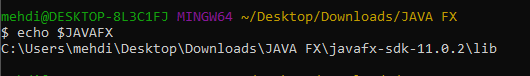 mehdi@DESKTOP-8L3C1FJ MINGW64 ~/Desktop/Downloads/JAVA FX
$ echo $JAVAFX
C:\Users\mehdi\Desktop\Downloads\JAVA FX\javafx-sdk-11.0.2\lib